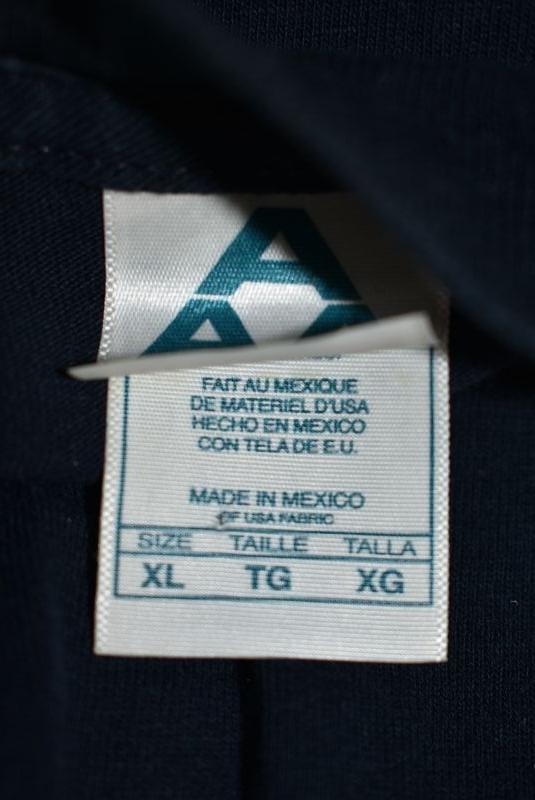 A
AA
FAIT AU MEXIQUE
DE MATERIEL D'USA
HECHO EN MEXICO
CON TELA DE E.U.
MADE IN MEXICO
OF USA FABRIC
SIZE TAILLE TALLA
XL TG XG